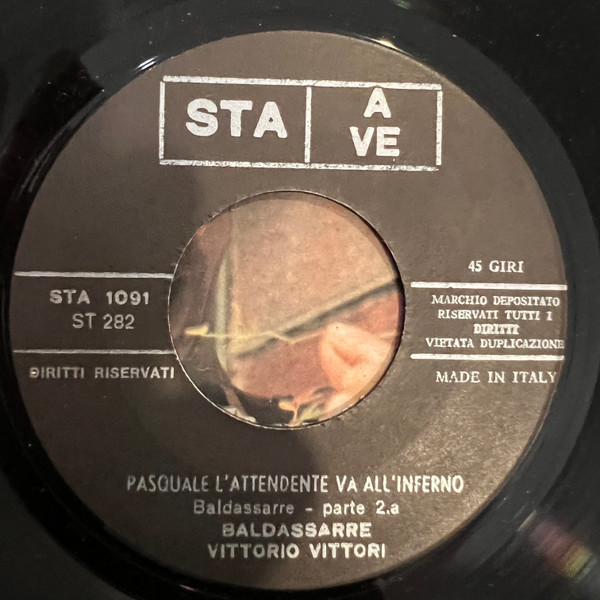 STA
A
VE
STA 1091
ST 282
DIRITTI RISERVATI
45 GIRI
MARCHIO DEPOSITATO
RISERVATI TUTTI I
DIRITTI
VIETATA DUPLICAZIONE
MADE IN ITALY
PASQUALE L'ATTENDENTE VA ALL'INFERNO
Baldassarre - parte 2.a
BALDASSARRE
VITTORIO VITTORI